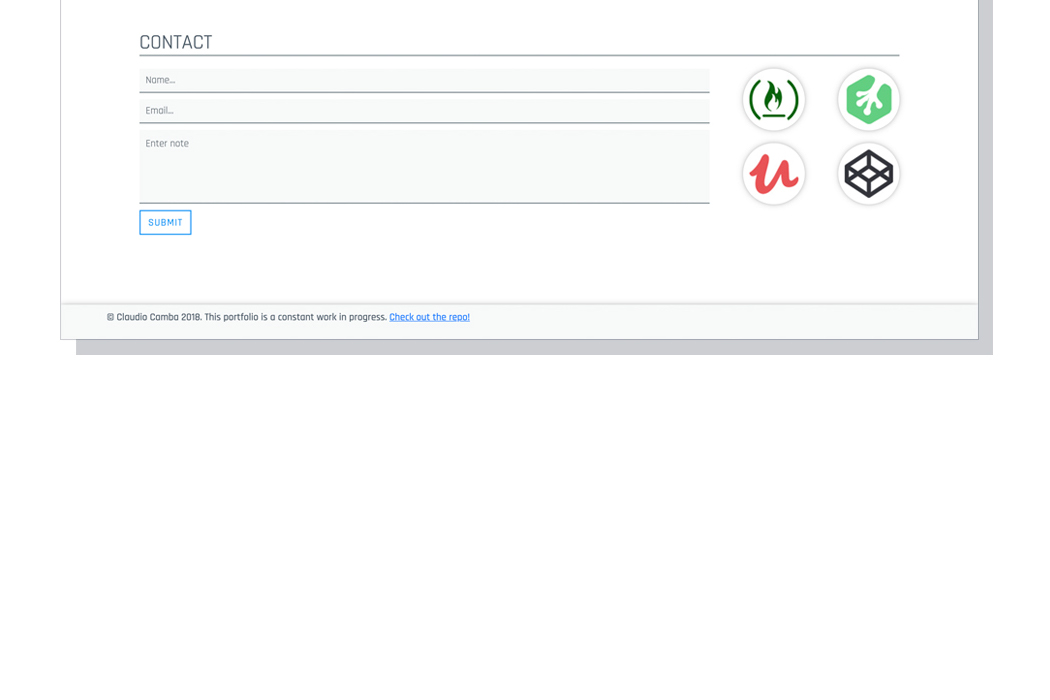 CONTACT
Name...
Email...
Enter note
SUBMIT
© Claudio Camba 2018. This portfolio is a constant work in progress. Check out the repo!